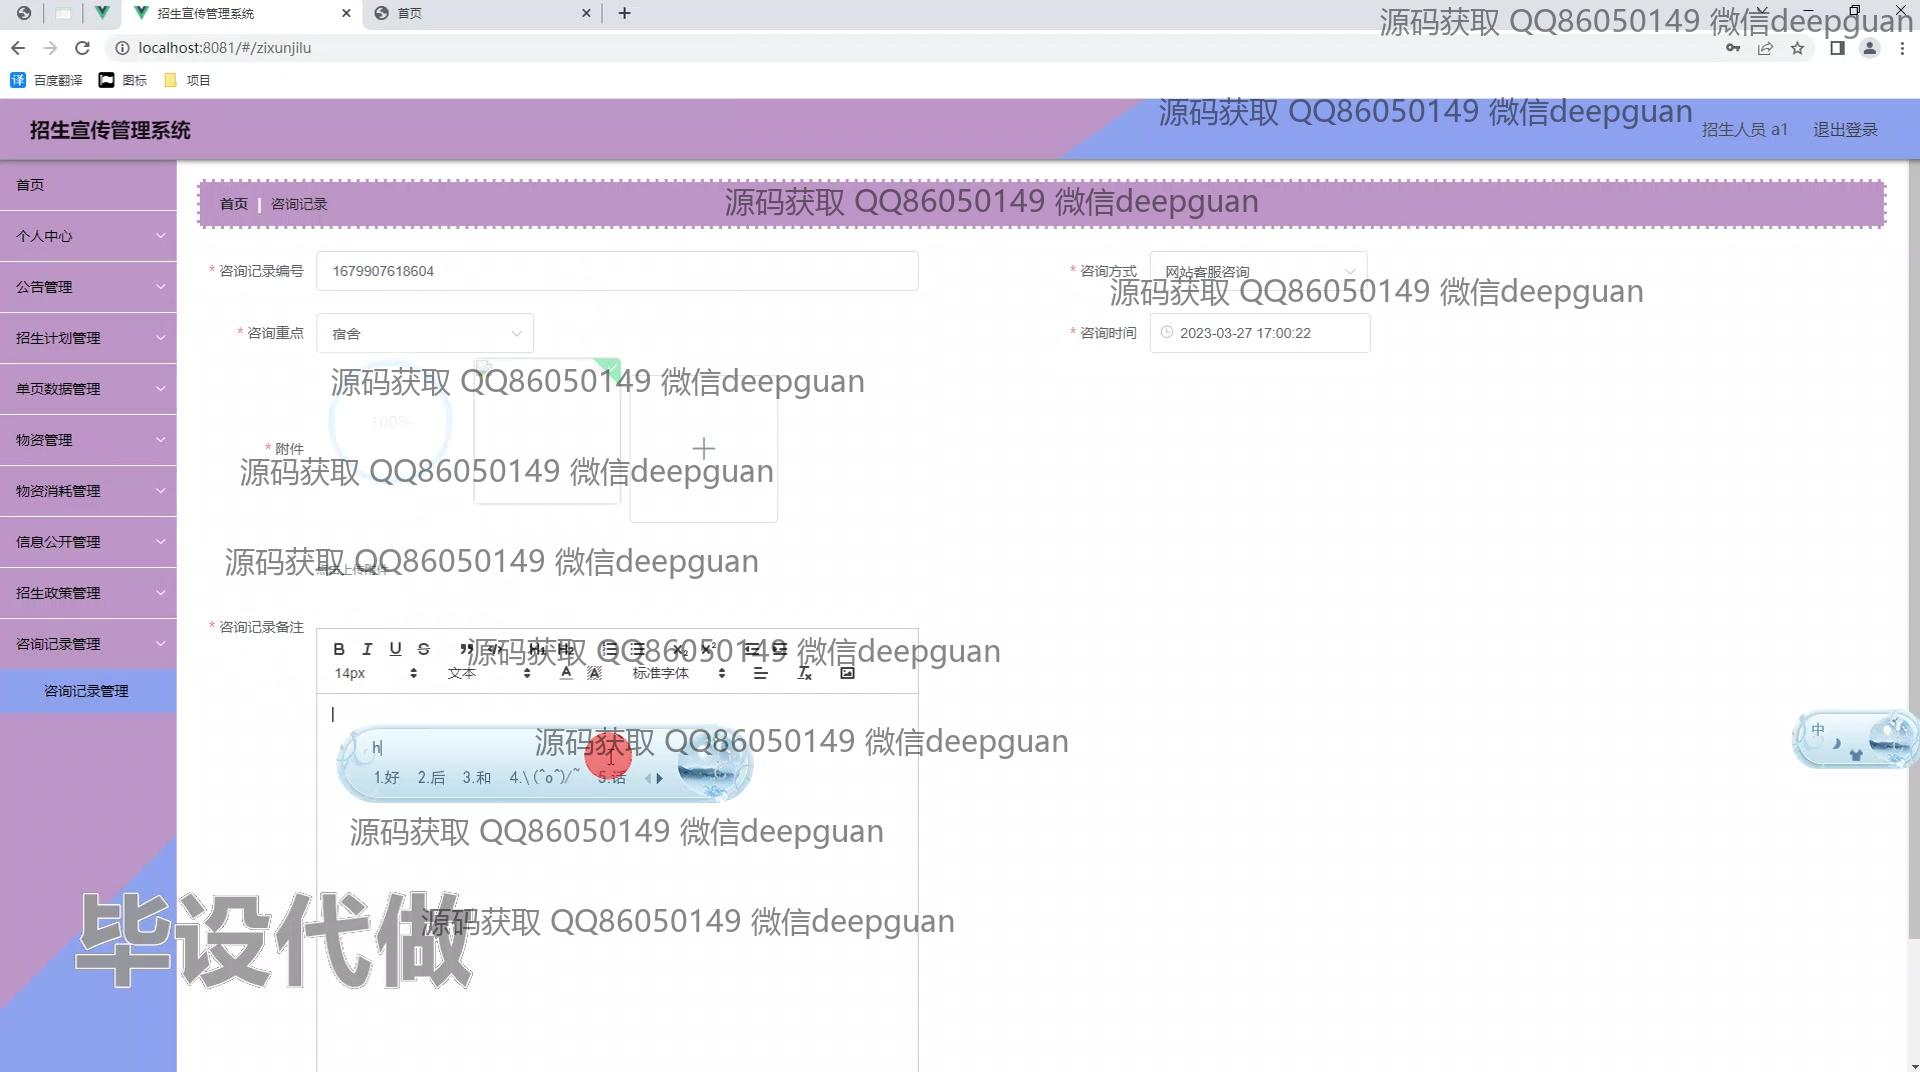 招生宣传管理系统
首页
源码获取 QQ86050149 微信deepguan
localhost:8081/#/zixunjilu
译 百度翻译 图标 项目
源码获取 QQ86050149 微信deepguan
招生宣传管理系统
招生人员 a1 退出登录
首页
个人中心
公告管理
招生计划管理
单页数据管理
物资管理
物资消耗管理
信息公开管理
招生政策管理
咨询记录管理
咨询记录管理
首页 | 咨询记录
源码获取 QQ86050149 微信deepguan
* 咨询记录编号 1679907618604
* 咨询方式 网站客服咨询
源码获取 QQ86050149 微信deepguan
* 咨询重点 宿舍
* 咨询时间 2023-03-27 17:00:22
源码获取 QQ86050149 微信deepguan
100%
* 附件
源码获取 QQ86050149 微信deepguan
源码获取 QQ86050149 微信deepguan
点击上传附件
* 咨询记录备注
B I U S H1 H2 X2 X2
源码获取 QQ86050149 微信deepguan
14px 文本 A A 标准字体 Tx
源码获取 QQ86050149 微信deepguan
h
1.好 2.后 3.和 4.\(^o^)/~ 5.话
中
源码获取 QQ86050149 微信deepguan
源码获取 QQ86050149 微信deepguan
毕设代做